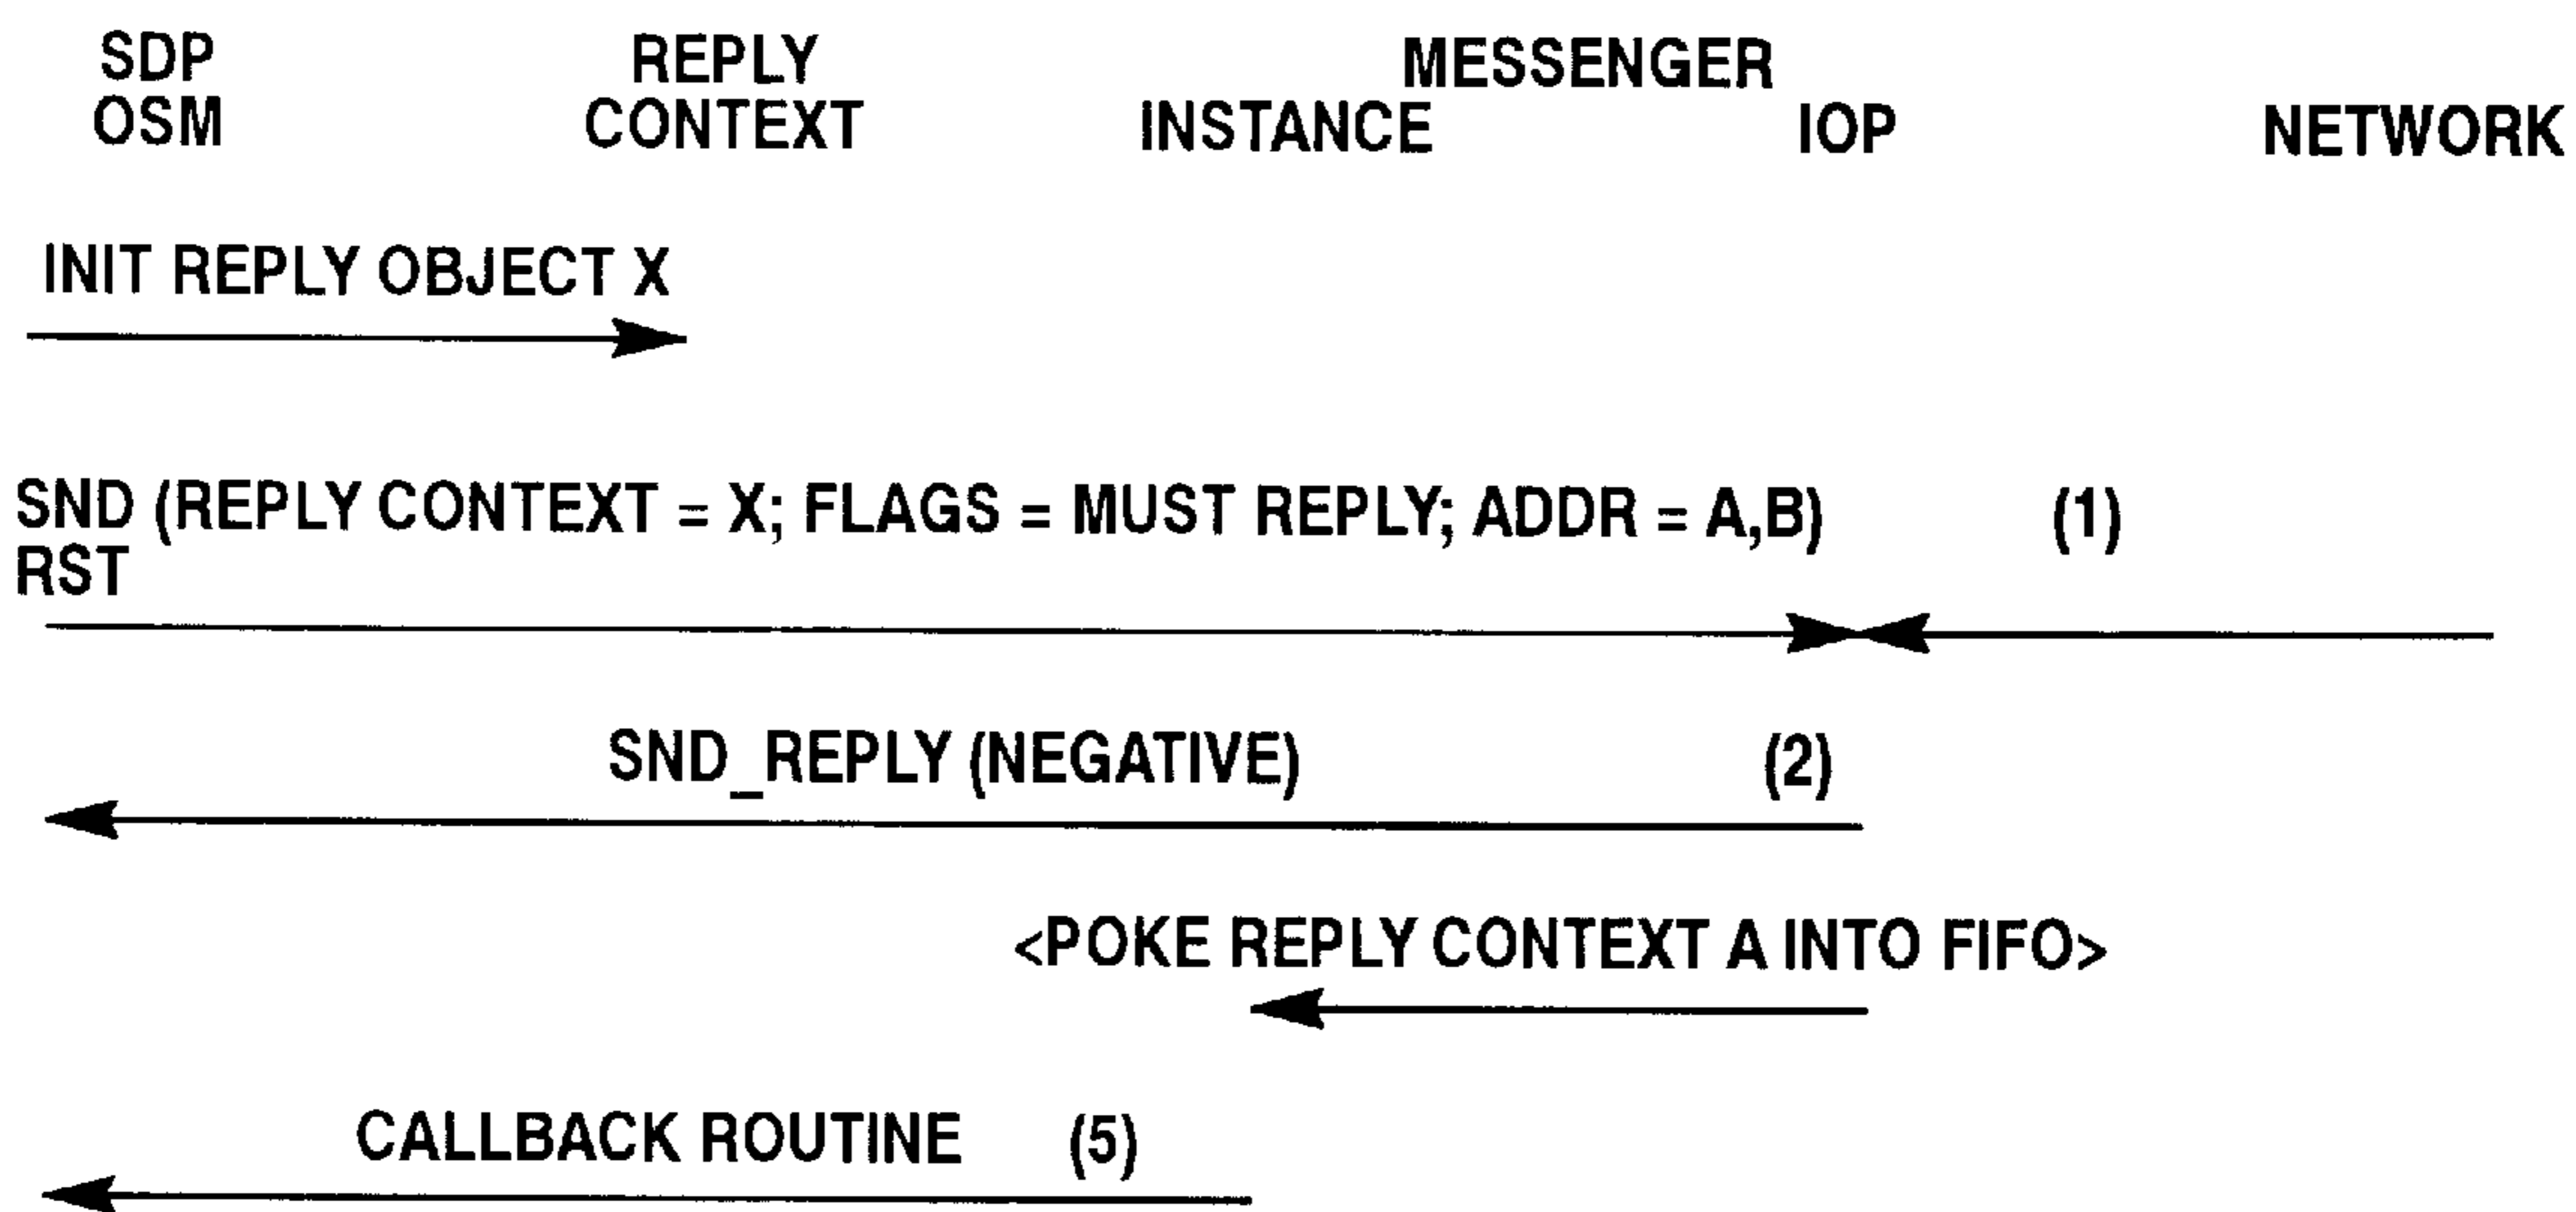 SDP
OSM
REPLY
CONTEXT
MESSENGER
INSTANCE IOP
NETWORK
INIT REPLY OBJECT X
SND (REPLY CONTEXT = X; FLAGS = MUST REPLY; ADDR = A,B) (1)
RST
SND_REPLY (NEGATIVE) (2)
<POKE REPLY CONTEXT A INTO FIFO>
CALLBACK ROUTINE (5)